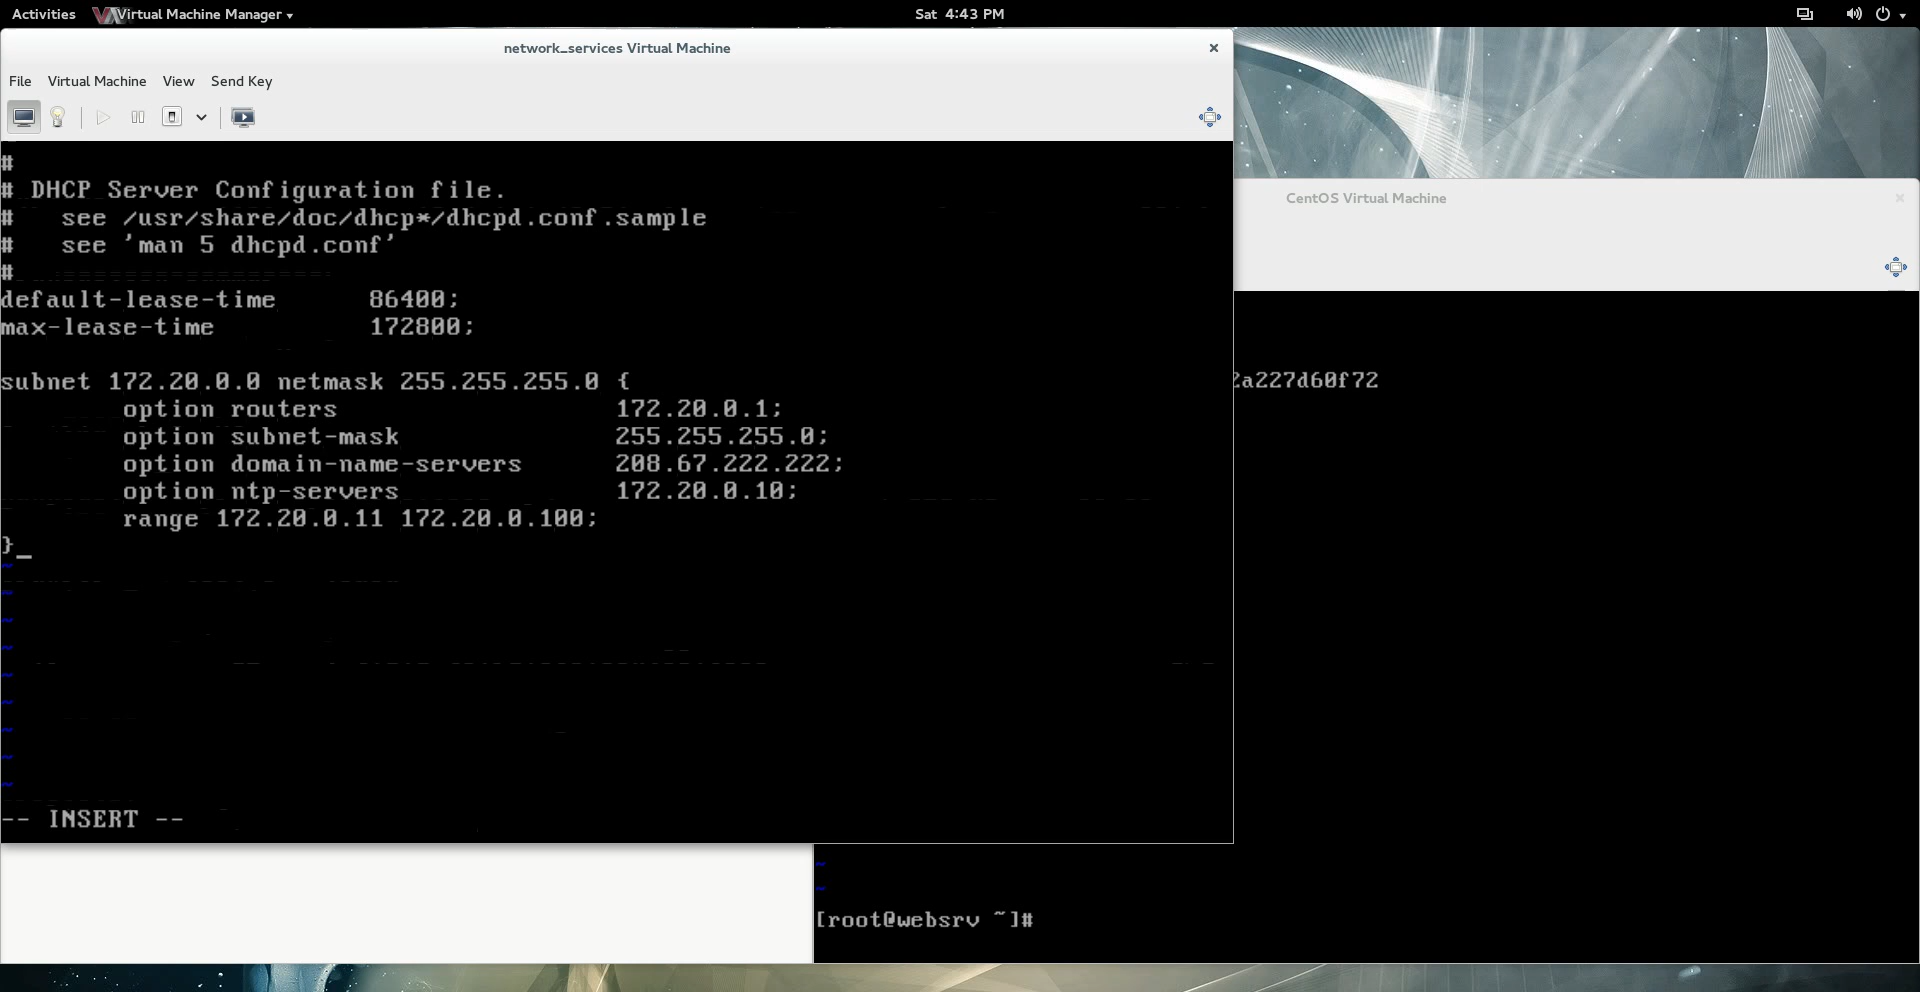 Activities Virtual Machine Manager Sat 4:43 PM
network_services Virtual Machine
File Virtual Machine View Send Key
#
# DHCP Server Configuration file.
#   see /usr/share/doc/dhcp*/dhcpd.conf.sample
#   see 'man 5 dhcpd.conf'
#
default-lease-time      86400;
max-lease-time          172800;
subnet 172.20.0.0 netmask 255.255.255.0 {
        option routers                  172.20.0.1;
        option subnet-mask              255.255.255.0;
        option domain-name-servers      208.67.222.222;
        option ntp-servers              172.20.0.10;
        range 172.20.0.11 172.20.0.100;
}_
~
~
~
~
~
~
~
~
~
-- INSERT --
CentOS Virtual Machine
2a227d60f72
~
~
[root@websrv ~]#